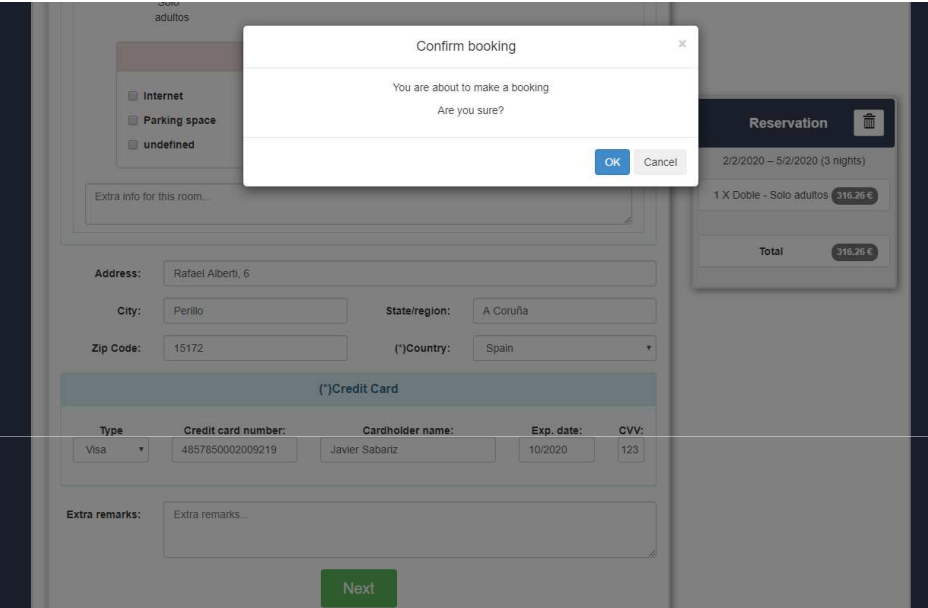 Solo
adultos
Confirm booking ×
You are about to make a booking
Are you sure?
OK Cancel
Internet
Parking space
undefined
Extra info for this room...
Reservation
2/2/2020 – 5/2/2020 (3 nights)
1 X Doble - Solo adultos 316.26 €
Total 316.26 €
Address: Rafael Alberti, 6
City: Perillo State/region: A Coruña
Zip Code: 15172 (*)Country: Spain
(*)Credit Card
Type Credit card number: Cardholder name: Exp. date: CVV:
Visa 4857850002009219 Javier Sabariz 10/2020 123
Extra remarks: Extra remarks...
Next